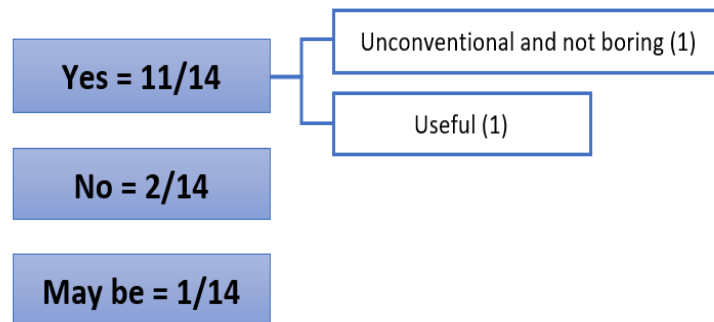 Yes = 11/14
Unconventional and not boring (1)
Useful (1)
No = 2/14
May be = 1/14